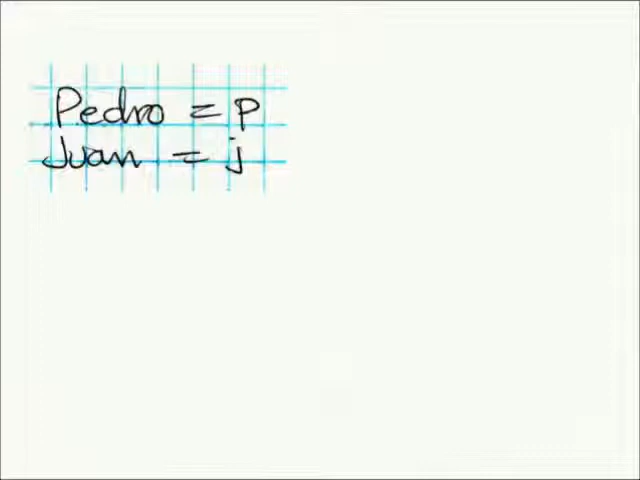 Pedro = p
Juan = j